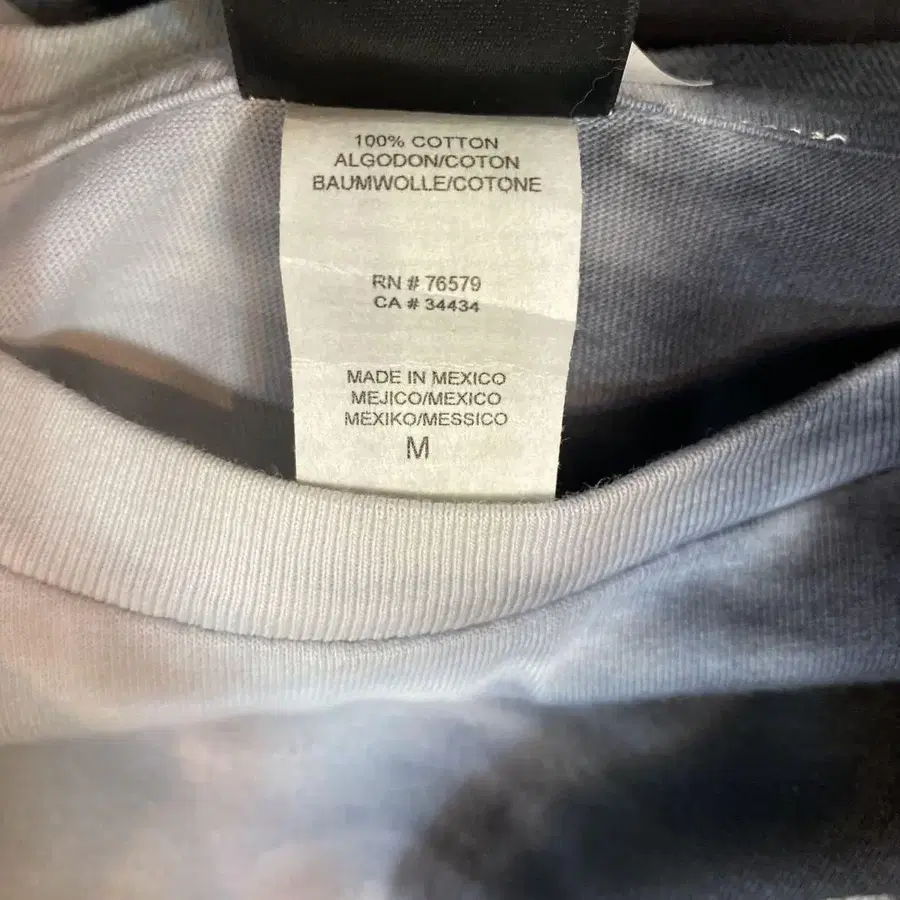 100% COTTON
ALGODON/COTON
BAUMWOLLE/COTONE
RN # 76579
CA # 34434
MADE IN MEXICO
MEJICO/MEXICO
MEXIKO/MESSICO
M